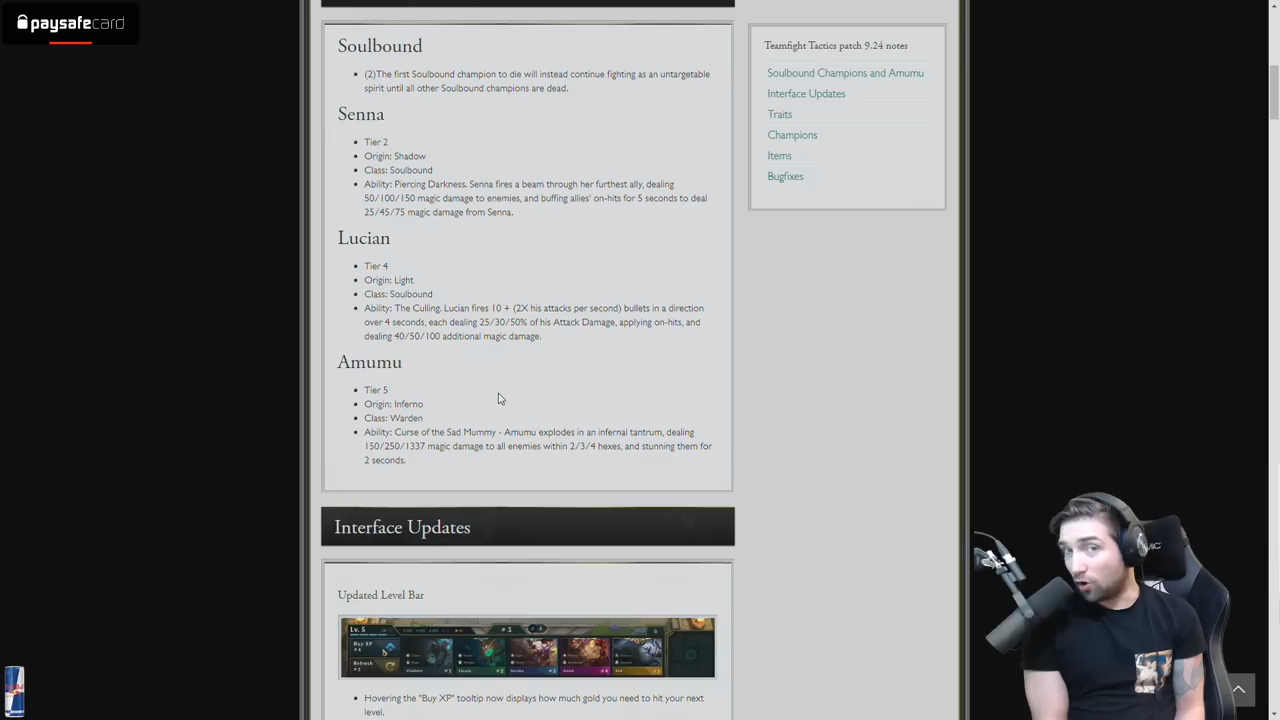 paysafecard
Soulbound
(2)The first Soulbound champion to die will instead continue fighting as an untargetable
spirit until all other Soulbound champions are dead.
Senna
Tier 2
Origin: Shadow
Class: Soulbound
Ability: Piercing Darkness. Senna fires a beam through her furthest ally, dealing
50/100/150 magic damage to enemies, and buffing allies' on-hits for 5 seconds to deal
25/45/75 magic damage from Senna.
Lucian
Tier 4
Origin: Light
Class: Soulbound
Ability: The Culling. Lucian fires 10 + (2X his attacks per second) bullets in a direction
over 4 seconds, each dealing 25/30/50% of his Attack Damage, applying on-hits, and
dealing 40/50/100 additional magic damage.
Amumu
Tier 5
Origin: Inferno
Class: Warden
Ability: Curse of the Sad Mummy - Amumu explodes in an infernal tantrum, dealing
150/250/1337 magic damage to all enemies within 2/3/4 hexes, and stunning them for
2 seconds.
Interface Updates
Updated Level Bar
Lv. 5
Buy XP
Refresh
Hovering the "Buy XP" tooltip now displays how much gold you need to hit your next
level.
Teamfight Tactics patch 9.24 notes
Soulbound Champions and Amumu
Interface Updates
Traits
Champions
Items
Bugfixes